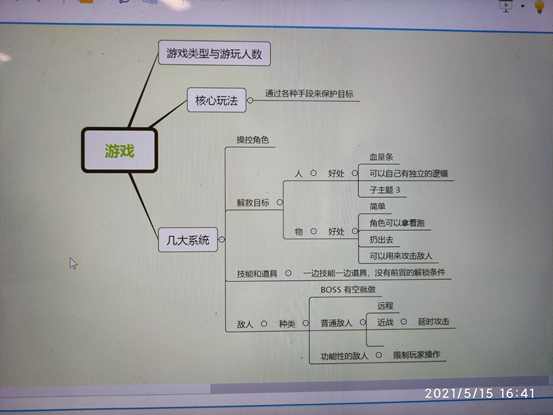 游戏类型与游玩人数
核心玩法
通过各种手段来保护目标
游戏
几大系统
操控角色
解救目标
人
好处
血量条
可以自己有独立的逻辑
子主题 3
物
好处
简单
角色可以拿着跑
扔出去
可以用来攻击敌人
技能和道具
一边技能一边道具，没有前置的解锁条件
敌人
种类
BOSS 有空就做
普通敌人
远程
近战
延时攻击
功能性的敌人
限制玩家操作
2021/5/15 16:41